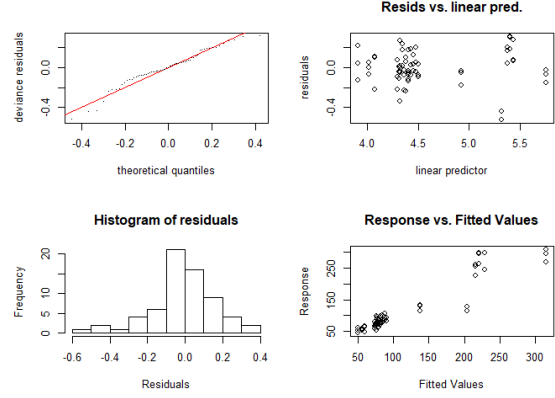 Resids vs. linear pred.
deviance residuals
-0.4 0.0
-0.4 -0.2 0.0 0.2 0.4
theoretical quantiles
residuals
-0.4 0.0
4.0 4.5 5.0 5.5
linear predictor
Histogram of residuals
Frequency
0 5 10 20
-0.6 -0.4 -0.2 0.0 0.2 0.4
Residuals
Response vs. Fitted Values
Response
50 150 250
50 100 150 200 250 300
Fitted Values